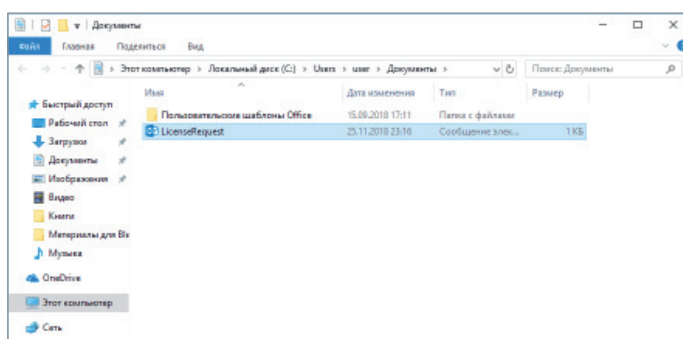 Документы
Файл Главная Поделиться Вид
Этот компьютер > Локальный диск (C:) > Users > user > Документы >
Поиск: Документы
Имя Дата изменения Тип Размер
Быстрый доступ
Рабочий стол
Загрузки
Документы
Изображения
Видео
Книги
Материалы для Ble
Музыка
OneDrive
Этот компьютер
Сеть
Пользовательские шаблоны Office 15.09.2018 17:11 Папка с файлами
LicenseRequest 25.11.2018 23:16 Сообщение элек... 1 КБ